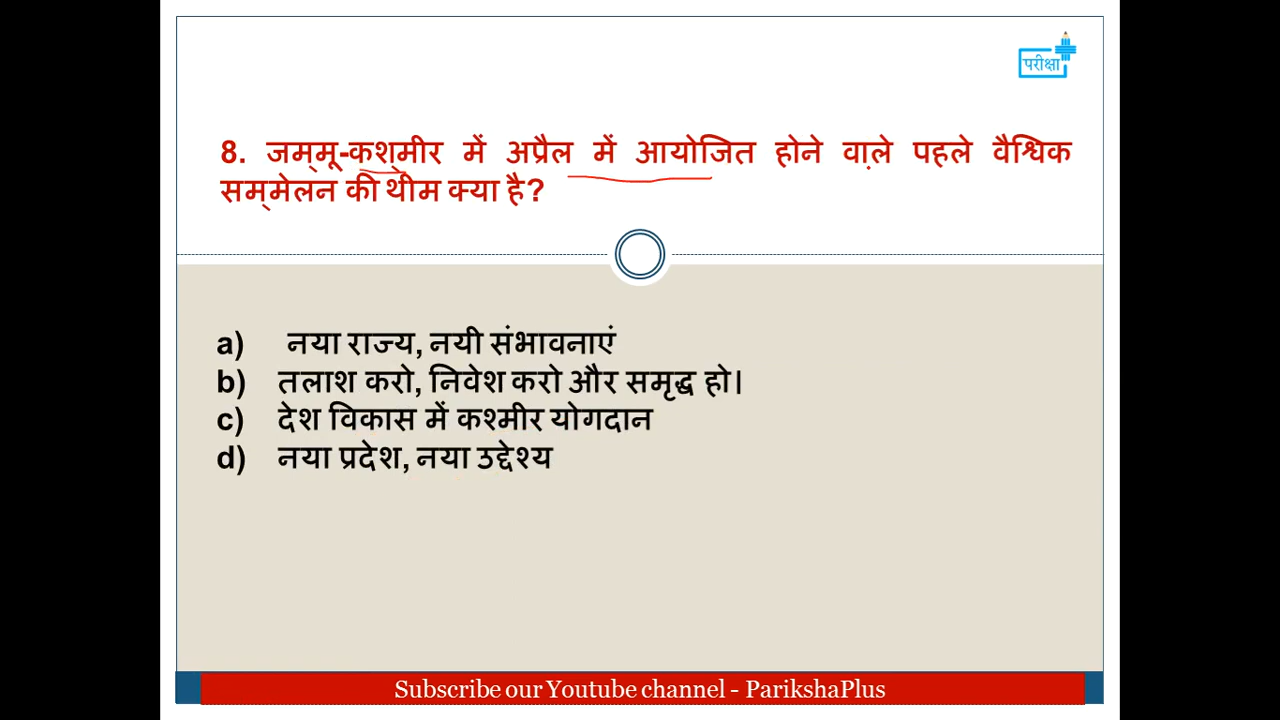 परीक्षा
8. जम्मू-कश्मीर में अप्रैल में आयोजित होने वाले पहले वैश्विक
सम्मेलन की थीम क्या है?
a) नया राज्य, नयी संभावनाएं
b) तलाश करो, निवेश करो और समृद्ध हो।
c) देश विकास में कश्मीर योगदान
d) नया प्रदेश, नया उद्देश्य
Subscribe our Youtube channel - ParikshaPlus